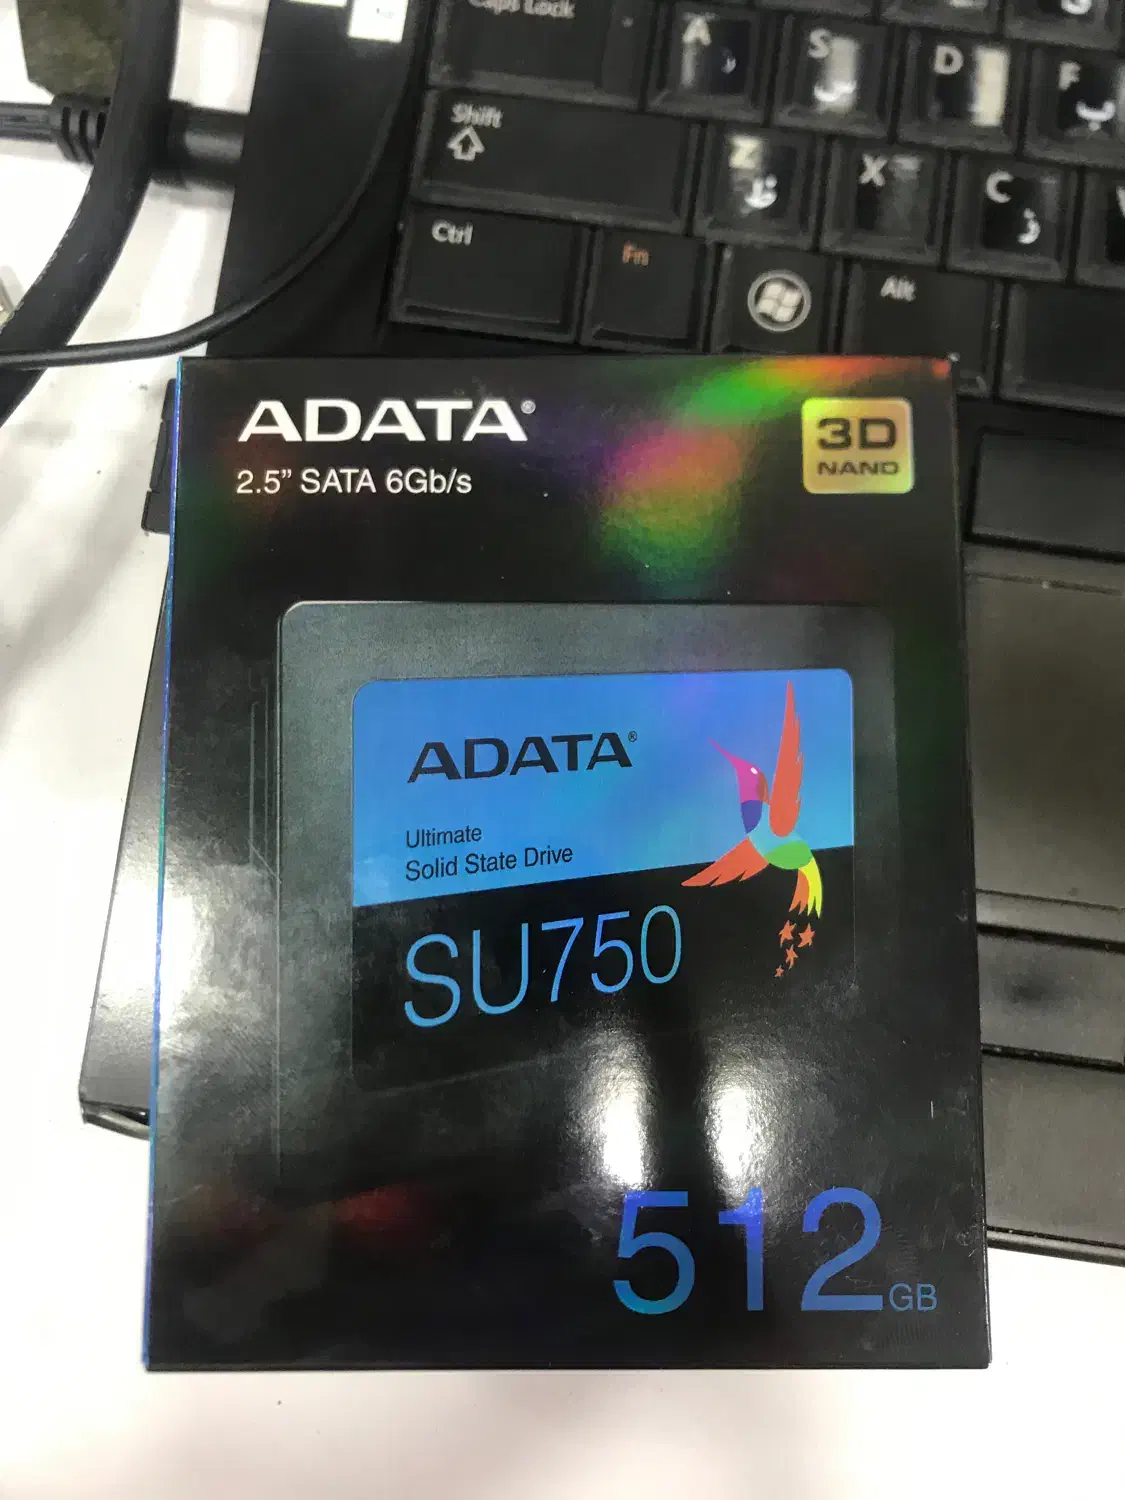 Caps Lock
A
S
D
F
Shift
Z
X
C
Ctrl
Fn
Alt
ADATA®
2.5” SATA 6Gb/s
3D
NAND
ADATA®
Ultimate
Solid State Drive
SU750
512GB